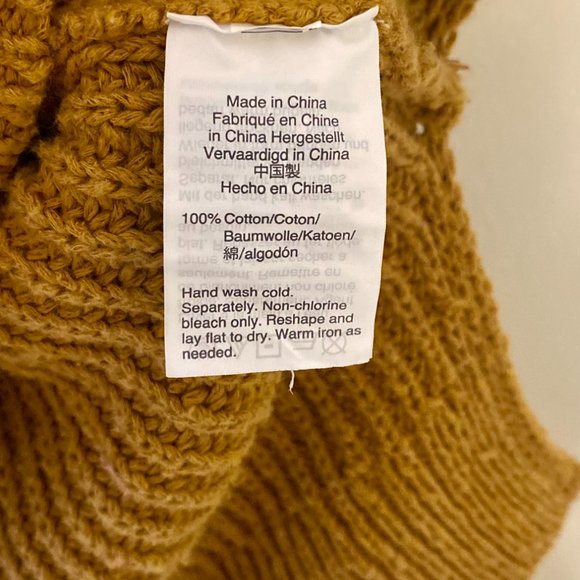 Made in China
Fabriqué en Chine
in China Hergestellt
Vervaardigd in China
中国製
Hecho en China
100% Cotton/Coton/
Baumwolle/Katoen/
綿/algodón
Hand wash cold.
Separately. Non-chlorine
bleach only. Reshape and
lay flat to dry. Warm iron as
needed.